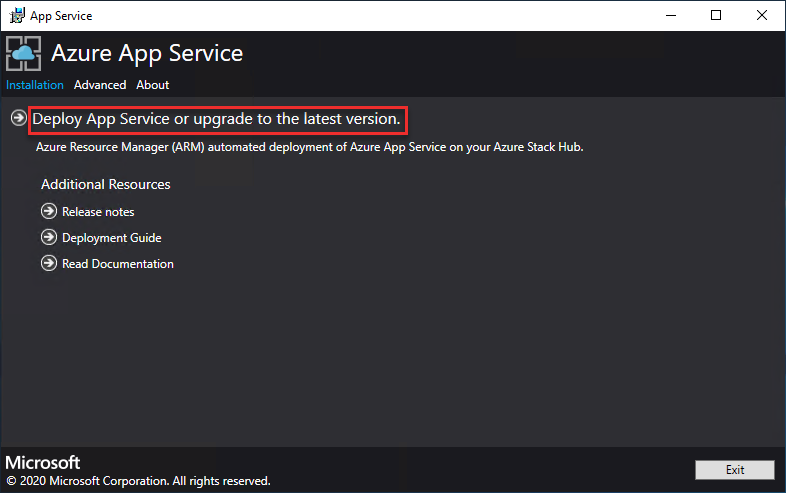 App Service
Azure App Service
Installation Advanced About
Deploy App Service or upgrade to the latest version.
Azure Resource Manager (ARM) automated deployment of Azure App Service on your Azure Stack Hub.
Additional Resources
Release notes
Deployment Guide
Read Documentation
Microsoft
© 2020 Microsoft Corporation. All rights reserved.
Exit